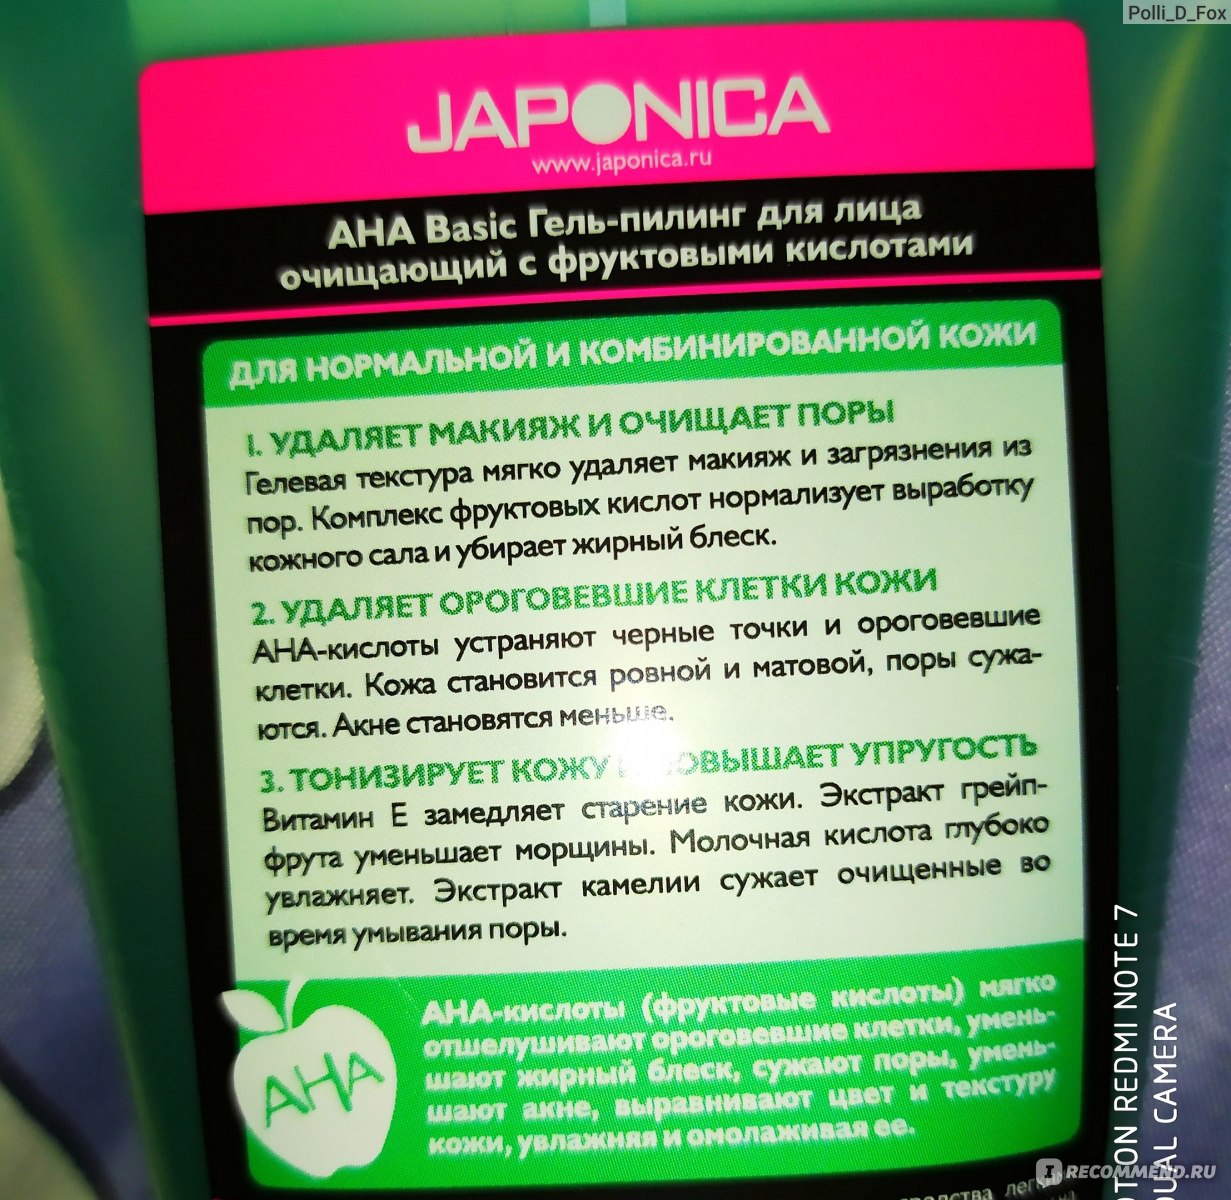 Polli_D_Fox
JAPONICA
www.japonica.ru
AHA Basic Гель-пилинг для лица
очищающий с фруктовыми кислотами
ДЛЯ НОРМАЛЬНОЙ И КОМБИНИРОВАННОЙ КОЖИ
1. УДАЛЯЕТ МАКИЯЖ И ОЧИЩАЕТ ПОРЫ
Гелевая текстура мягко удаляет макияж и загрязнения из
пор. Комплекс фруктовых кислот нормализует выработку
кожного сала и убирает жирный блеск.
2. УДАЛЯЕТ ОРОГОВЕВШИЕ КЛЕТКИ КОЖИ
АНА-кислоты устраняют черные точки и ороговевшие
клетки. Кожа становится ровной и матовой, поры сужа-
ются. Акне становятся меньше.
3. ТОНИЗИРУЕТ КОЖУ ОВЫШАЕТ УПРУГОСТЬ
Витамин Е замедляет старение кожи. Экстракт грейп-
фрута уменьшает морщины. Молочная кислота глубоко
увлажняет. Экстракт камелии сужает очищенные во
время умывания поры.
АНА-кислоты (фруктовые кислоты) мягко
отшелушивают ороговевшие клетки, умень-
шают жирный блеск, сужают поры, умень-
шают акне, выравнивают цвет и текстуру
кожи, увлажняя и омолаживая ее.
AHA
TON REDMI NOTE 7
UAL CAMERA
IRECOMMEND.RU